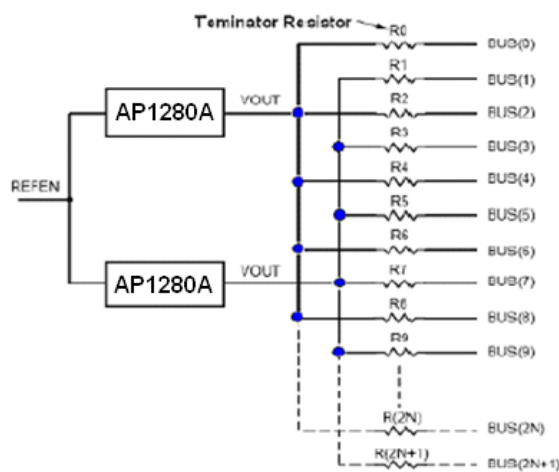 Teminator Resistor
R0 BUS(0)
R1 BUS(1)
VOUT
AP1280A
R2 BUS(2)
R3 BUS(3)
R4 BUS(4)
REFEN
R5 BUS(5)
R6 BUS(6)
VOUT
AP1280A
R7 BUS(7)
R8 BUS(8)
R9 BUS(9)
R(2N) BUS(2N)
R(2N+1) BUS(2N+1)